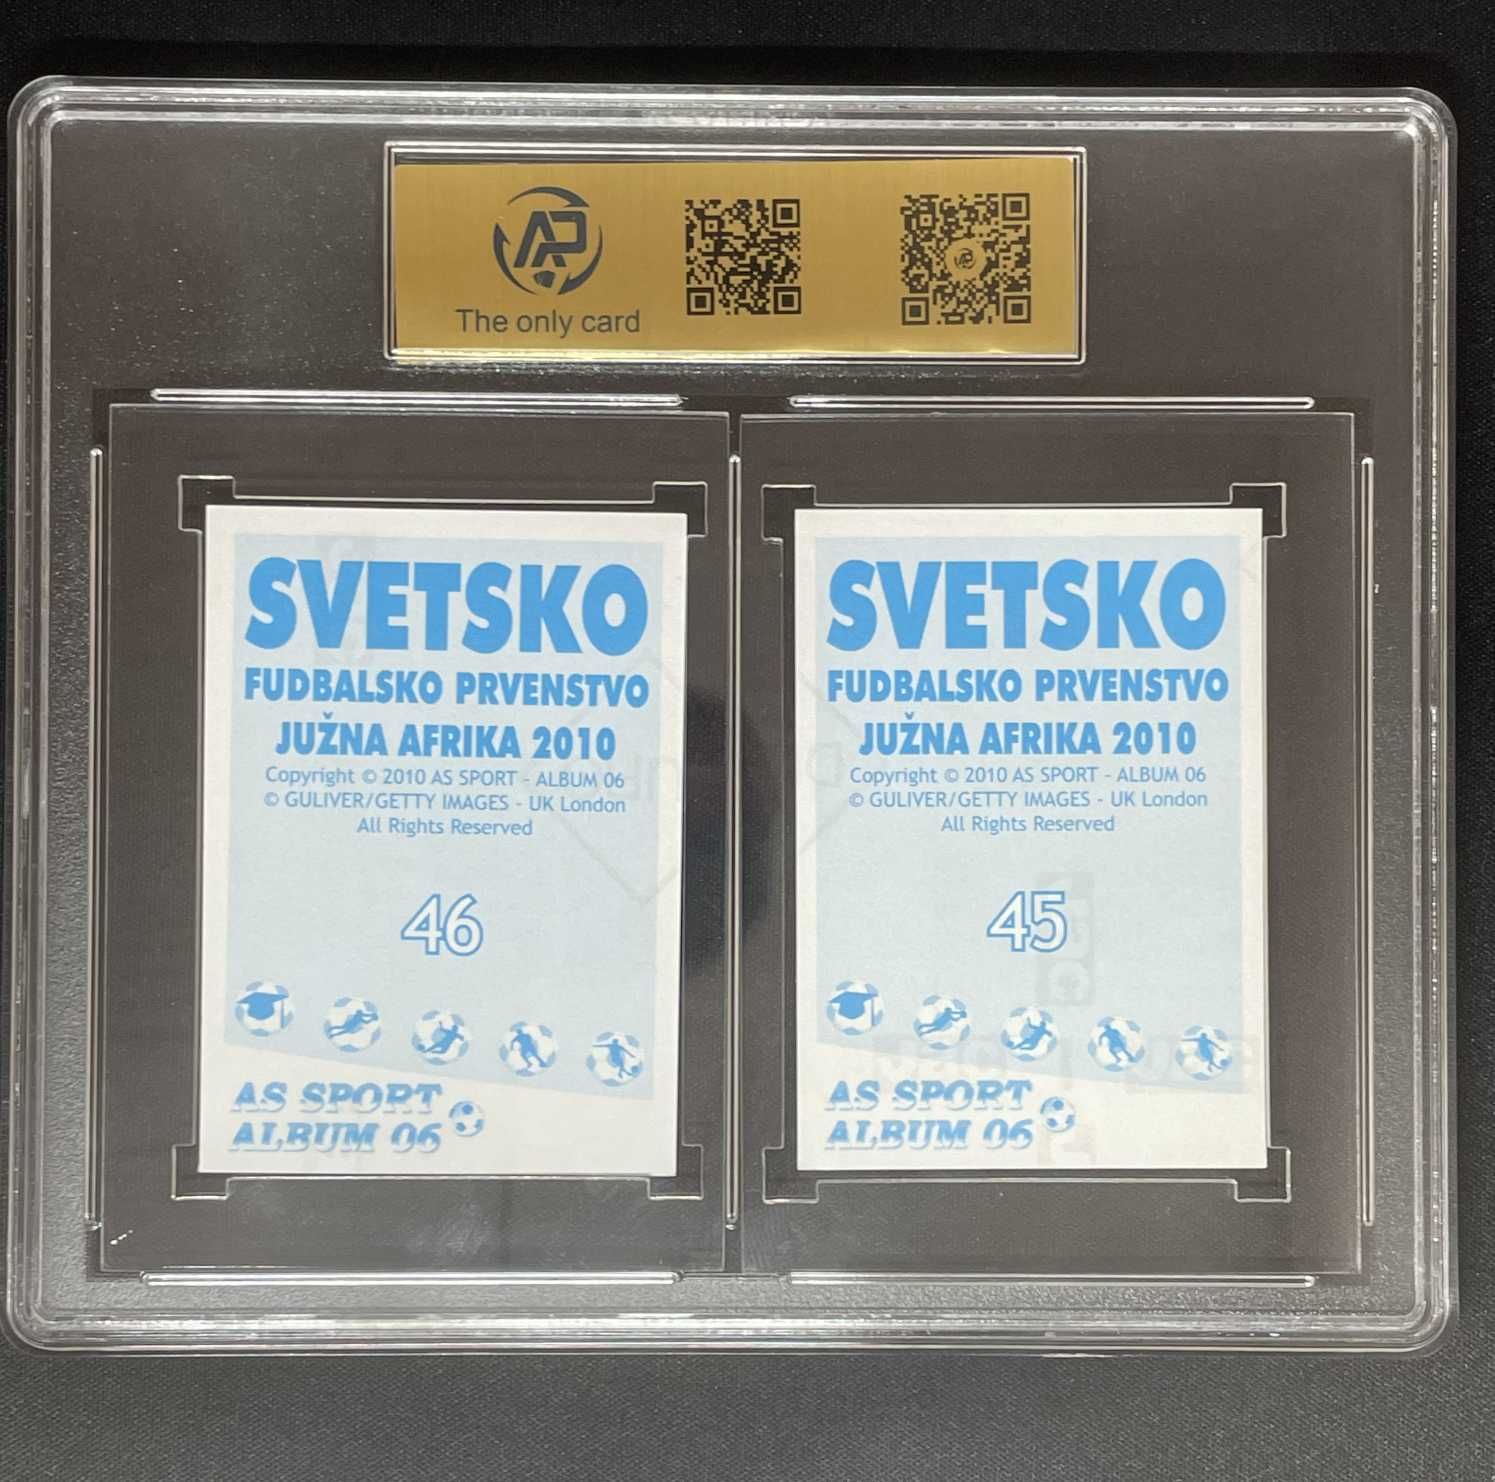 AP
The only card
SVETSKO
FUDBALSKO PRVENSTVO
JUŽNA AFRIKA 2010
Copyright © 2010 AS SPORT - ALBUM 06
© GULIVER/GETTY IMAGES - UK London
All Rights Reserved
46
AS SPORT
ALBUM 06
SVETSKO
FUDBALSKO PRVENSTVO
JUŽNA AFRIKA 2010
Copyright © 2010 AS SPORT - ALBUM 06
© GULIVER/GETTY IMAGES - UK London
All Rights Reserved
45
AS SPORT
ALBUM 06